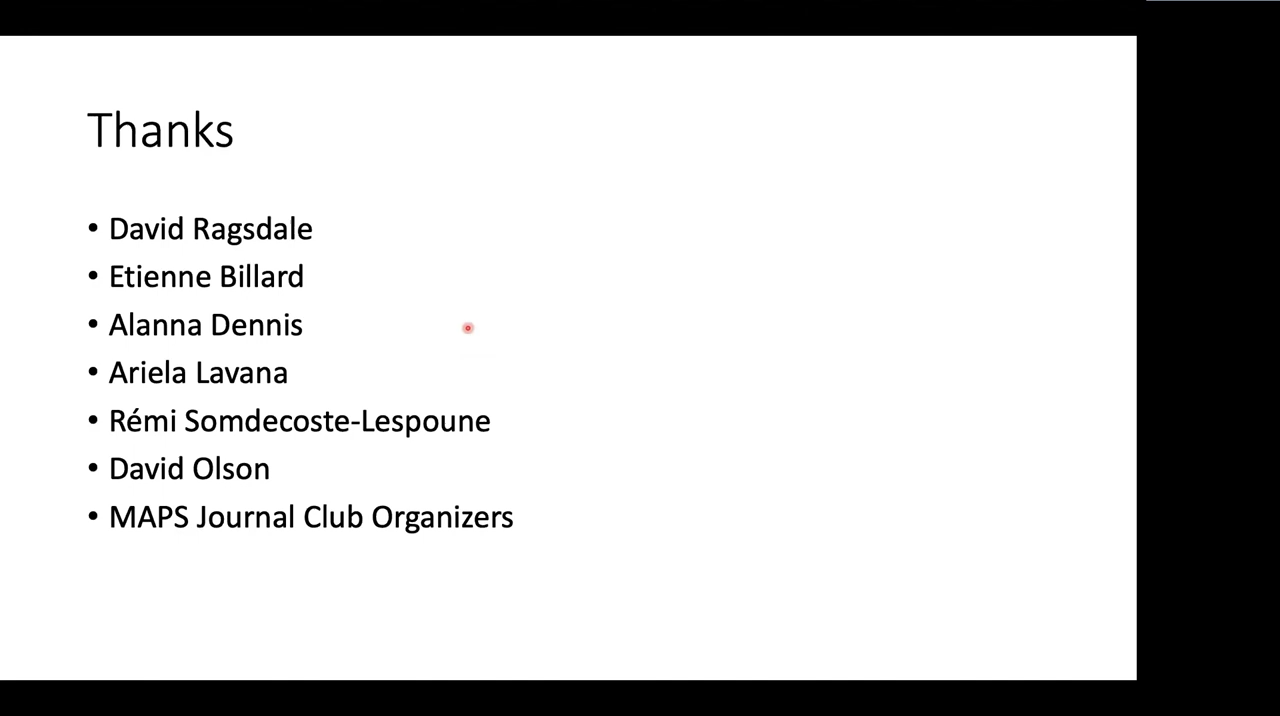 Thanks
• David Ragsdale
• Etienne Billard
• Alanna Dennis
• Ariela Lavana
• Rémi Somdecoste-Lespoune
• David Olson
• MAPS Journal Club Organizers